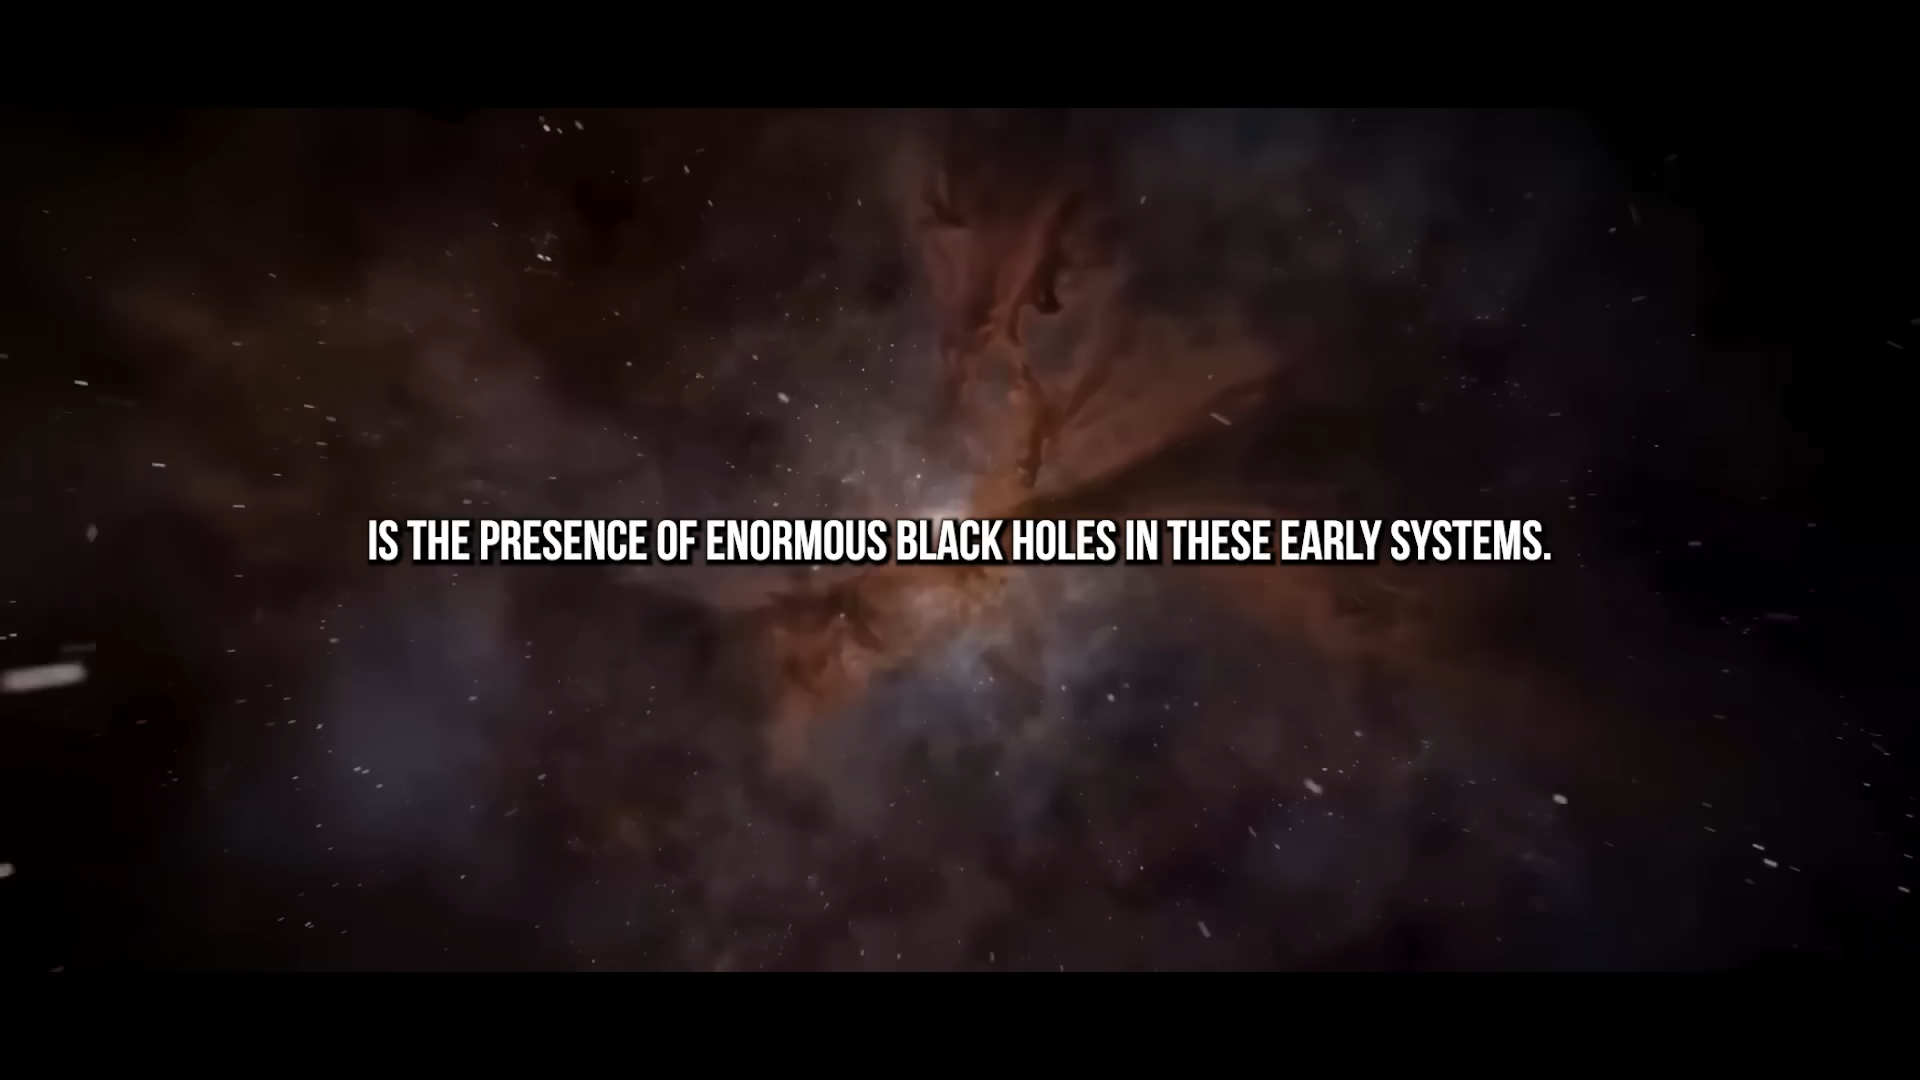 IS THE PRESENCE OF ENORMOUS BLACK HOLES IN THESE EARLY SYSTEMS.